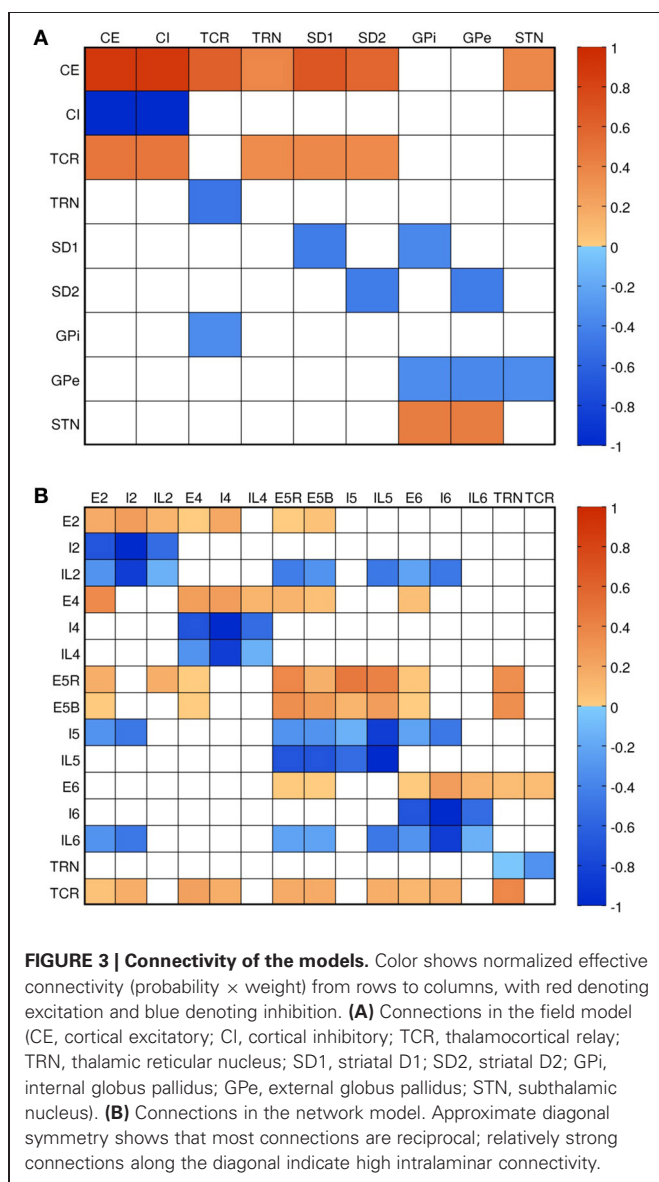 A
CE CI TCR TRN SD1 SD2 GPi GPe STN
CE
CI
TCR
TRN
SD1
SD2
GPi
GPe
STN
1
0.8
0.6
0.4
0.2
0
-0.2
-0.4
-0.6
-0.8
-1
B
E2 I2 IL2 E4 I4 IL4 E5R E5B I5 IL5 E6 I6 IL6 TRN TCR
E2
I2
IL2
E4
I4
IL4
E5R
E5B
I5
IL5
E6
I6
IL6
TRN
TCR
1
0.8
0.6
0.4
0.2
0
-0.2
-0.4
-0.6
-0.8
-1
FIGURE 3 | Connectivity of the models. Color shows normalized effective
connectivity (probability × weight) from rows to columns, with red denoting
excitation and blue denoting inhibition. (A) Connections in the field model
(CE, cortical excitatory; CI, cortical inhibitory; TCR, thalamocortical relay;
TRN, thalamic reticular nucleus; SD1, striatal D1; SD2, striatal D2; GPi,
internal globus pallidus; GPe, external globus pallidus; STN, subthalamic
nucleus). (B) Connections in the network model. Approximate diagonal
symmetry shows that most connections are reciprocal; relatively strong
connections along the diagonal indicate high intralaminar connectivity.